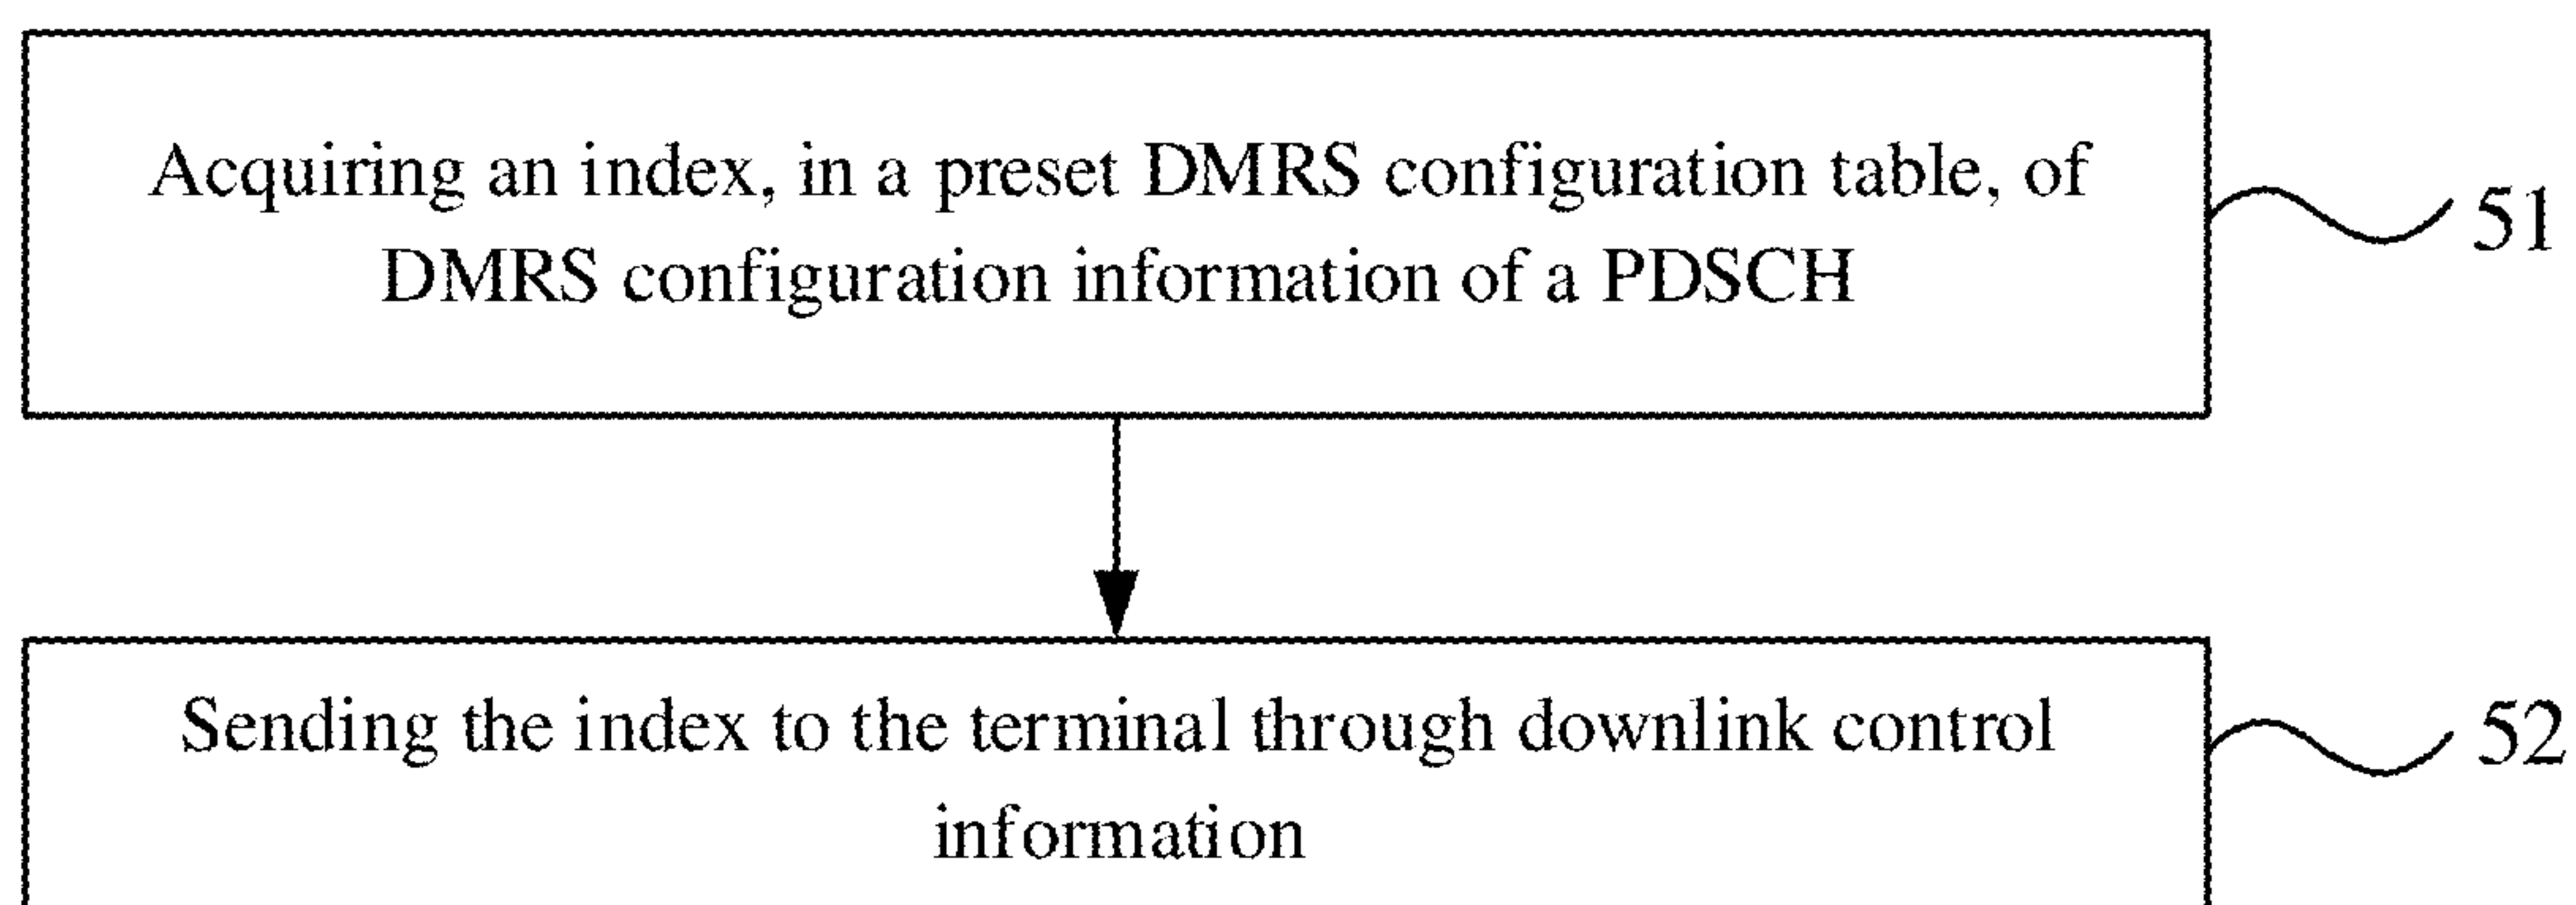 Acquiring an index, in a preset DMRS configuration table, of
DMRS configuration information of a PDSCH
51
Sending the index to the terminal through downlink control
information
52